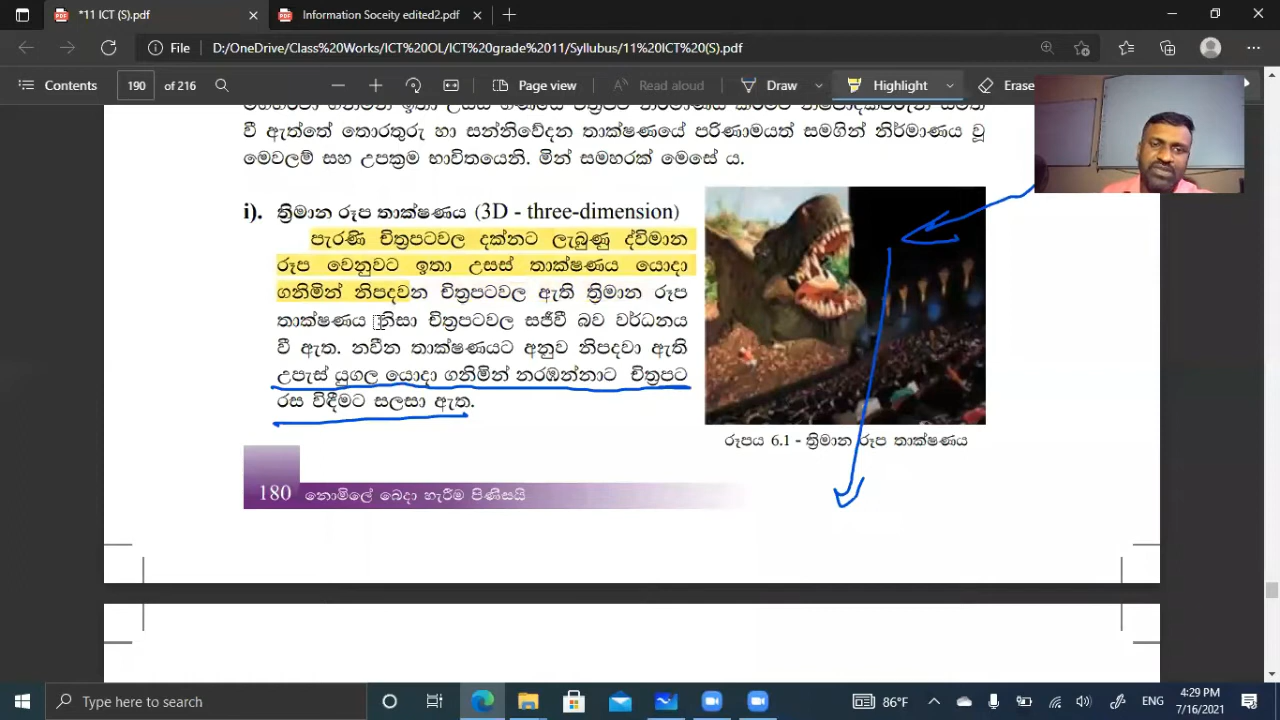 *11 ICT (S).pdf
Information Soceity edited2.pdf
File D:/OneDrive/Class%20Works/ICT%20OL/ICT%20grade%2011/Syllabus/11%20ICT%20(S).pdf
Contents 190 of 216 Page view Read aloud Draw Highlight Erase
වී ඇත්තේ තොරතුරු හා සන්නිවේදන තාක්ෂණයේ පරිණාමයත් සමගින් නිර්මාණය වූ
මෙවලම් සහ උපක්‍රම භාවිතයෙනි. මින් සමහරක් මෙසේ ය.
i). ත්‍රිමාන රූප තාක්ෂණය (3D - three-dimension)
පැරණි චිත්‍රපටවල දක්නට ලැබුණු ද්විමාන
රූප වෙනුවට ඉතා උසස් තාක්ෂණය යොදා
ගනිමින් නිපදවන චිත්‍රපටවල ඇති ත්‍රිමාන රූප
තාක්ෂණය නිසා චිත්‍රපටවල සජීවී බව වර්ධනය
වී ඇත. නවීන තාක්ෂණයට අනුව නිපදවා ඇති
උපැස් යුගල යොදා ගනිමින් නරඹන්නාට චිත්‍රපට
රස විඳීමට සලසා ඇත.
රූපය 6.1 - ත්‍රිමාන රූප තාක්ෂණය
180 නොමිලේ බෙදා හැරීම පිණිසයි
Type here to search
86°F
ENG
4:29 PM
7/16/2021